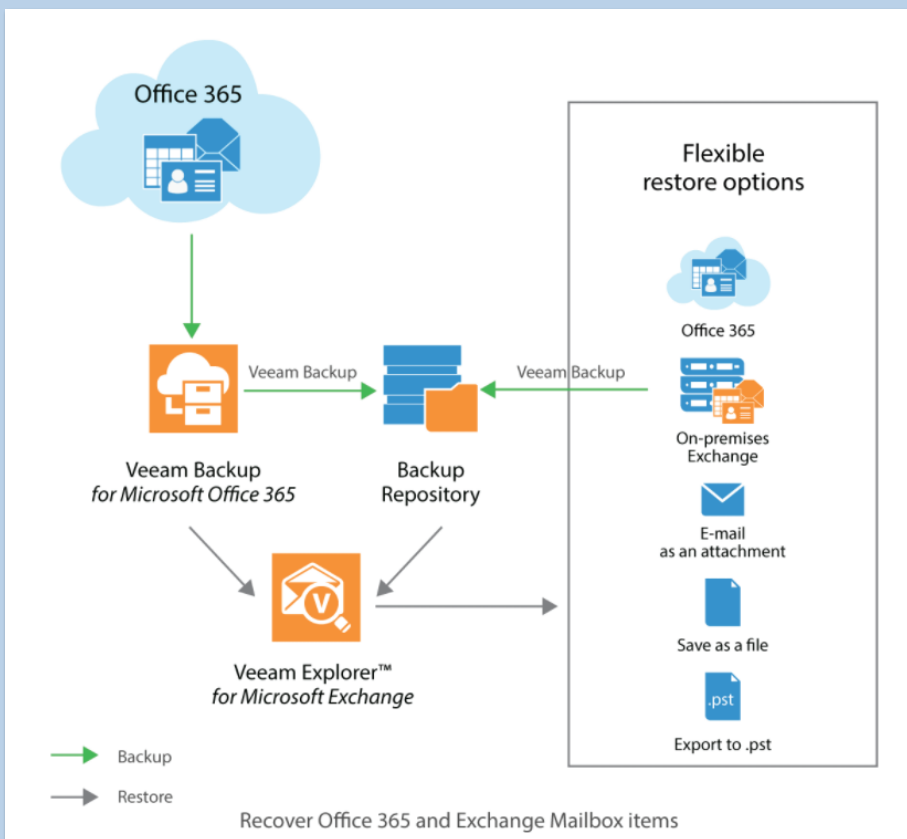 Office 365
Flexible
restore options
Office 365
Veeam Backup
Veeam Backup
On-premises
Exchange
Veeam Backup
for Microsoft Office 365
Backup
Repository
E-mail
as an attachment
V
Save as a file
Veeam Explorer™
for Microsoft Exchange
.pst
Export to .pst
Backup
Restore
Recover Office 365 and Exchange Mailbox items